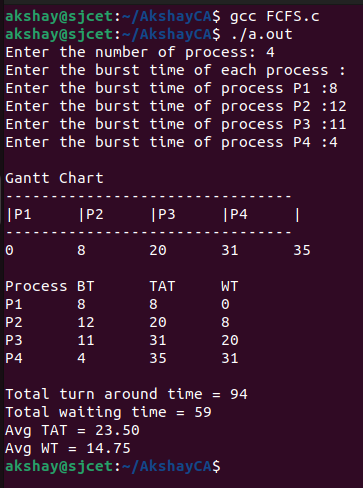 akshay@sjcet:~/AkshayCA$ gcc FCFS.c
akshay@sjcet:~/AkshayCA$ ./a.out
Enter the number of process: 4
Enter the burst time of each process :
Enter the burst time of process P1 :8
Enter the burst time of process P2 :12
Enter the burst time of process P3 :11
Enter the burst time of process P4 :4

Gantt Chart
--------------------------------
|P1     |P2     |P3     |P4     |
--------------------------------
0       8       20      31      35

Process BT      TAT     WT
P1      8       8       0
P2      12      20      8
P3      11      31      20
P4      4       35      31

Total turn around time = 94
Total waiting time = 59
Avg TAT = 23.50
Avg WT = 14.75
akshay@sjcet:~/AkshayCA$